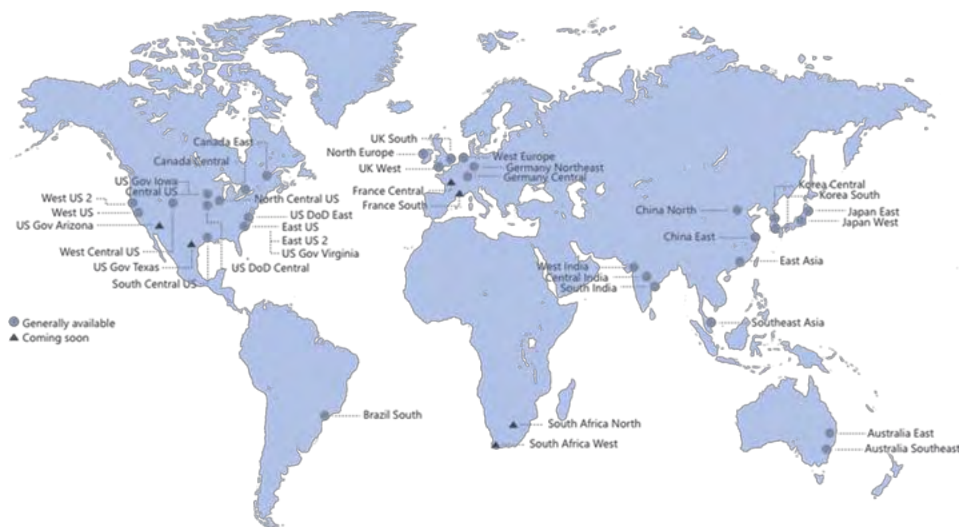 Canada East
Canada Central
US Gov Iowa
Central US
North Central US
West US 2
West US
US Gov Arizona
US DoD East
East US
East US 2
US Gov Virginia
West Central US
US Gov Texas
US DoD Central
South Central US
UK South
North Europe
West Europe
UK West
Germany Northeast
Germany Central
France Central
France South
Korea Central
Korea South
China North
Japan East
Japan West
China East
East Asia
West India
Central India
South India
Southeast Asia
Generally available
Coming soon
Brazil South
South Africa North
South Africa West
Australia East
Australia Southeast